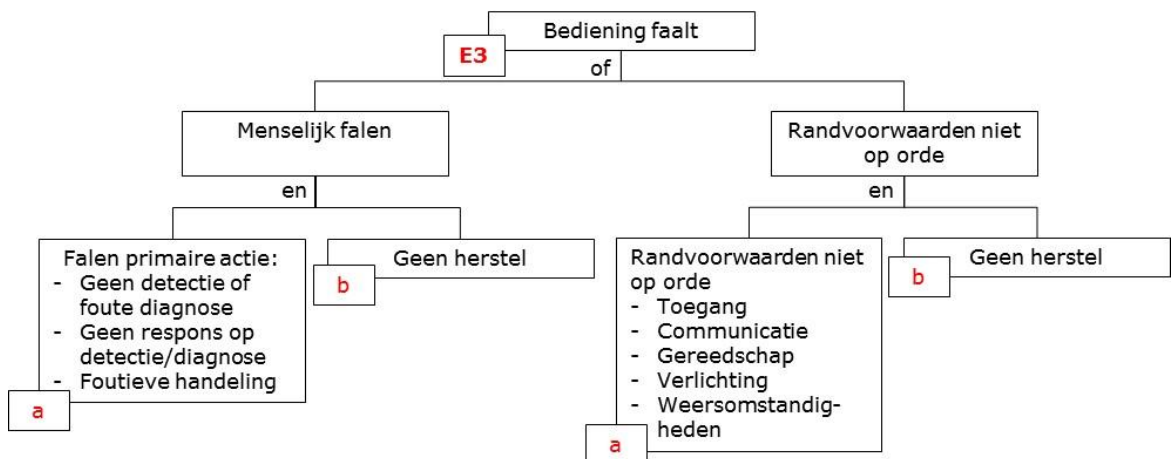 Bediening faalt
E3
of
Menselijk falen
Randvoorwaarden niet
op orde
en
en
Falen primaire actie:
- Geen detectie of
foute diagnose
- Geen respons op
detectie/diagnose
- Foutieve handeling
a
Geen herstel
b
Randvoorwaarden niet
op orde
- Toegang
- Communicatie
- Gereedschap
- Verlichting
- Weersomstandig-
heden
a
Geen herstel
b